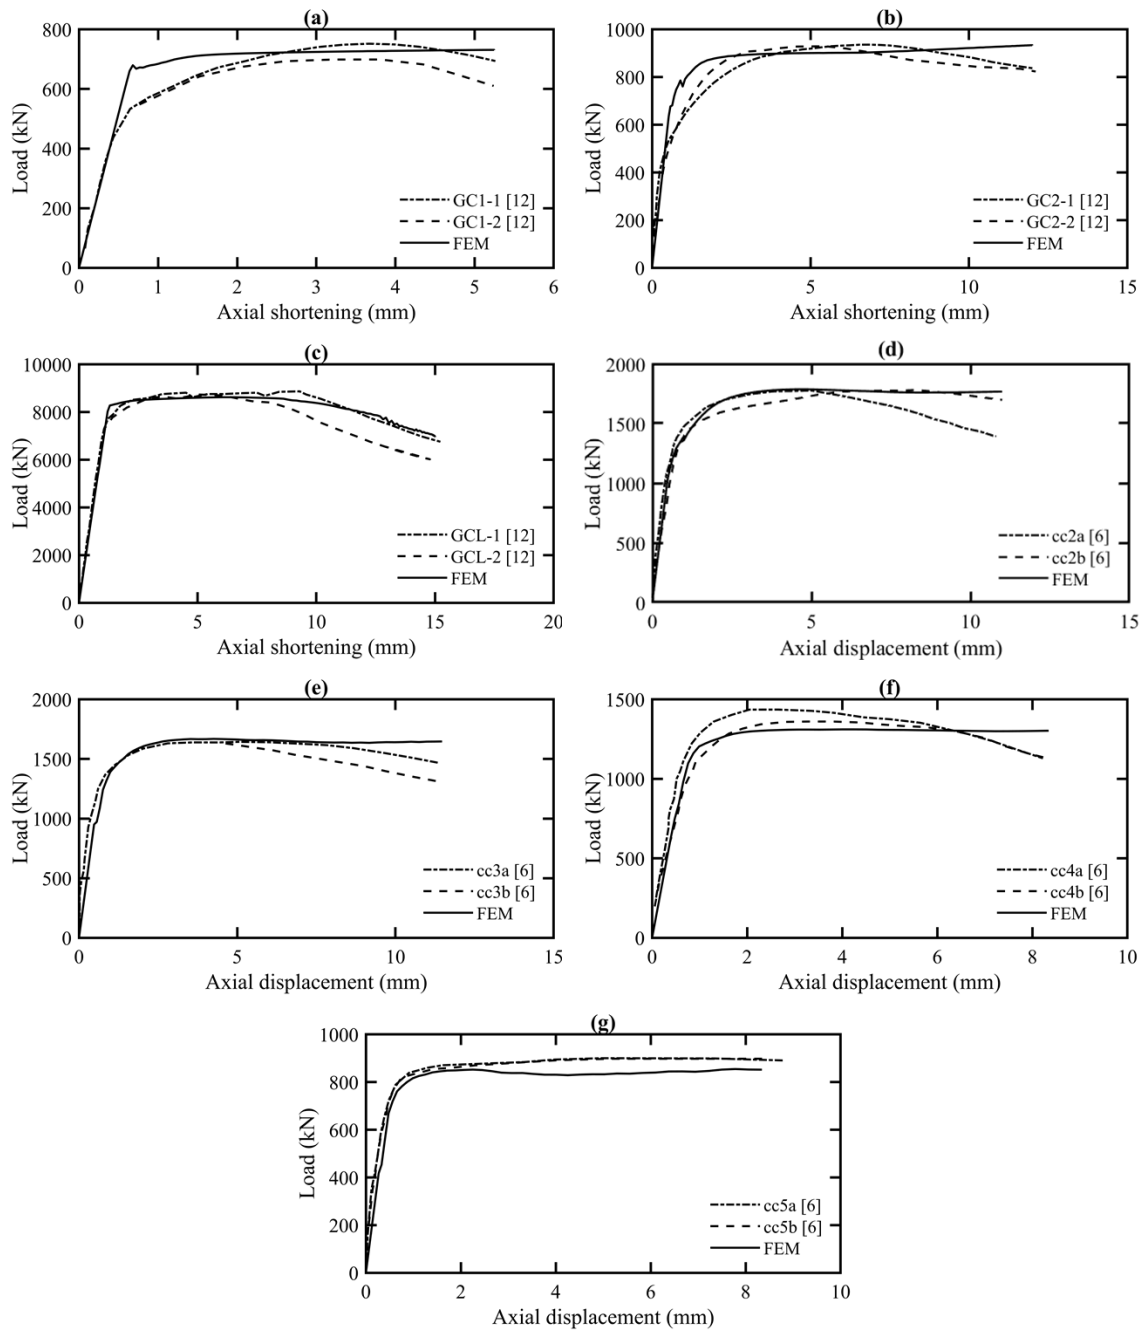 (a)
800
600
400
200
0
Load (kN)
GC1-1 [12]
GC1-2 [12]
FEM
1 2 3 4 5 6
Axial shortening (mm)
(b)
1000
800
600
400
200
0
Load (kN)
GC2-1 [12]
GC2-2 [12]
FEM
0 5 10 15
Axial shortening (mm)
(c)
10000
8000
6000
4000
2000
0
Load (kN)
GCL-1 [12]
GCL-2 [12]
FEM
0 5 10 15 20
Axial shortening (mm)
(d)
2000
1500
1000
500
0
Load (kN)
cc2a [6]
cc2b [6]
FEM
0 5 10 15
Axial displacement (mm)
(e)
2000
1500
1000
500
0
Load (kN)
cc3a [6]
cc3b [6]
FEM
0 5 10 15
Axial displacement (mm)
(f)
1500
1000
500
0
Load (kN)
cc4a [6]
cc4b [6]
FEM
0 2 4 6 8 10
Axial displacement (mm)
(g)
1000
800
600
400
200
0
Load (kN)
cc5a [6]
cc5b [6]
FEM
0 2 4 6 8 10
Axial displacement (mm)